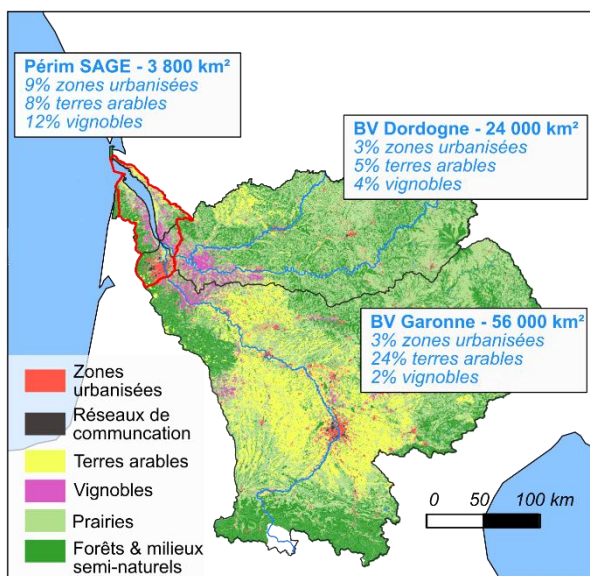 Périm SAGE - 3 800 km²
9% zones urbanisées
8% terres arables
12% vignobles
BV Dordogne - 24 000 km²
3% zones urbanisées
5% terres arables
4% vignobles
BV Garonne - 56 000 km²
3% zones urbanisées
24% terres arables
2% vignobles
Zones
urbanisées
Réseaux de
communcation
Terres arables
Vignobles
Prairies
Forêts & milieux
semi-naturels
0 50 100 km